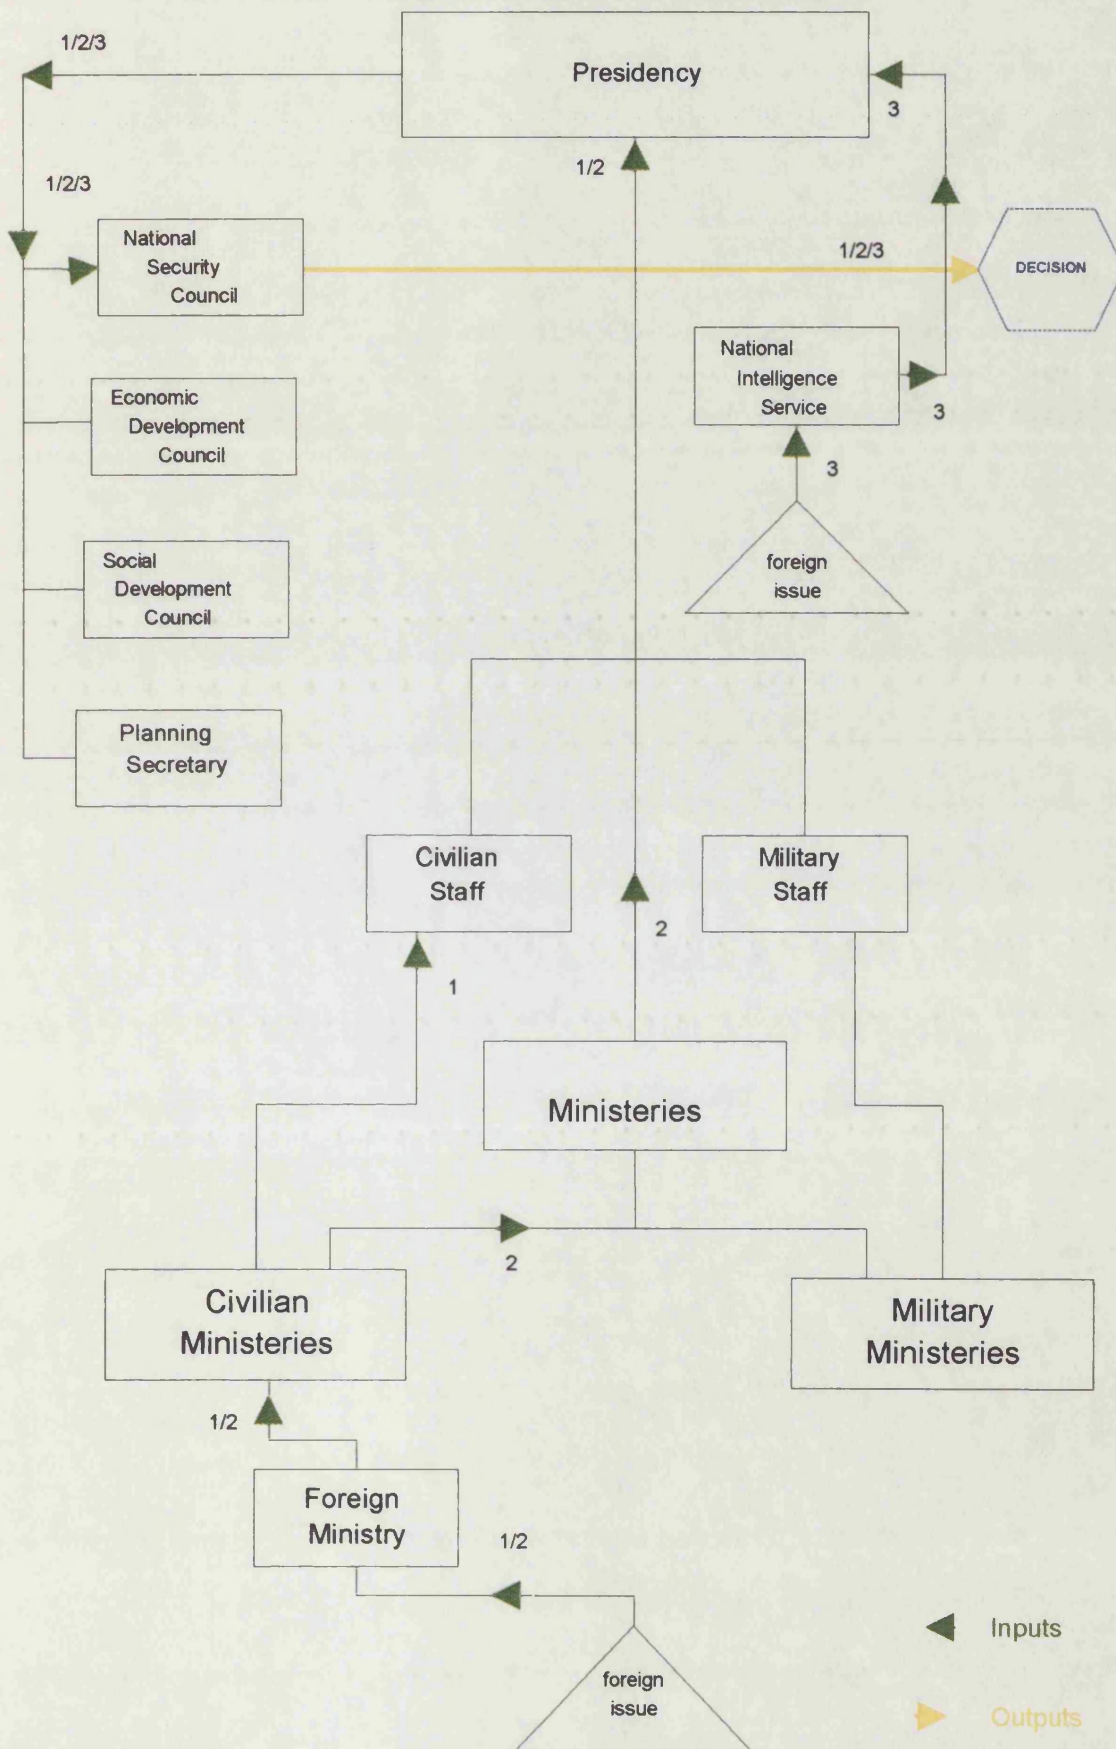 1/2/3
Presidency
3
1/2
1/2/3
National
Security
Council
1/2/3
DECISION
National
Intelligence
Service
3
Economic
Development
Council
3
foreign
issue
Social
Development
Council
Planning
Secretary
Civilian
Staff
Military
Staff
2
1
Ministeries
2
Civilian
Ministeries
Military
Ministeries
1/2
Foreign
Ministry
1/2
Inputs
foreign
issue
Outputs